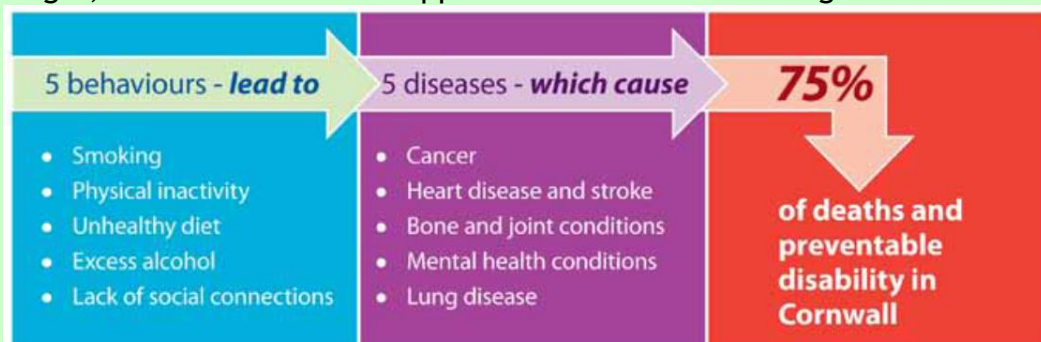 5 behaviours - lead to
• Smoking
• Physical inactivity
• Unhealthy diet
• Excess alcohol
• Lack of social connections
5 diseases - which cause
• Cancer
• Heart disease and stroke
• Bone and joint conditions
• Mental health conditions
• Lung disease
75%
of deaths and
preventable
disability in
Cornwall